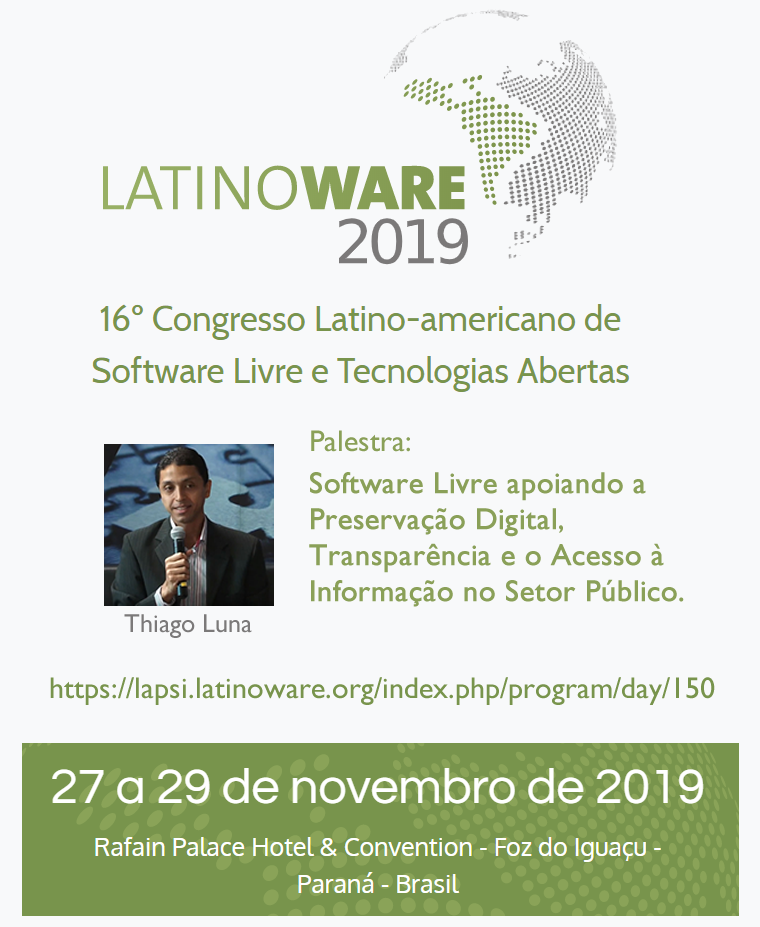 LATINOWARE
2019
16º Congresso Latino-americano de
Software Livre e Tecnologias Abertas
Palestra:
Software Livre apoiando a
Preservação Digital,
Transparência e o Acesso à
Informação no Setor Público.
Thiago Luna
https://lapsi.latinoware.org/index.php/program/day/150
27 a 29 de novembro de 2019
Rafain Palace Hotel & Convention - Foz do Iguaçu -
Paraná - Brasil